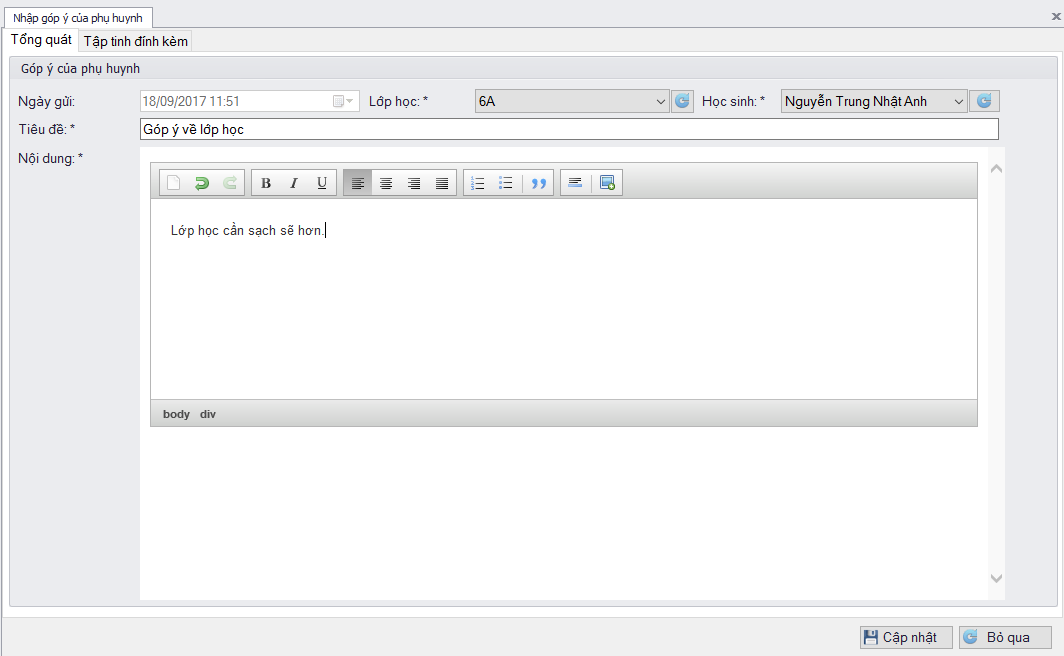 Nhập góp ý của phụ huynh
Tổng quát Tập tinh đính kèm
Góp ý của phụ huynh
Ngày gửi: 18/09/2017 11:51 Lớp học: * 6A Học sinh: * Nguyễn Trung Nhật Anh
Tiêu đề: * Góp ý về lớp học
Nội dung: *
B I U
Lớp học cần sạch sẽ hơn.
body div
Cập nhật Bỏ qua